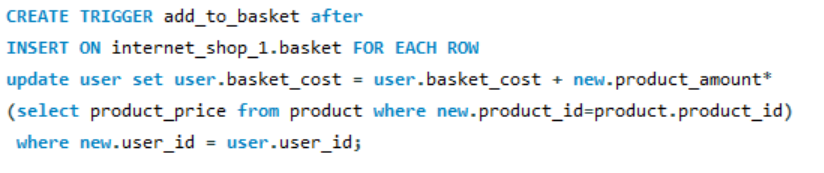 CREATE TRIGGER add_to_basket after
INSERT ON internet_shop_1.basket FOR EACH ROW
update user set user.basket_cost = user.basket_cost + new.product_amount*
(select product_price from product where new.product_id=product.product_id)
where new.user_id = user.user_id;